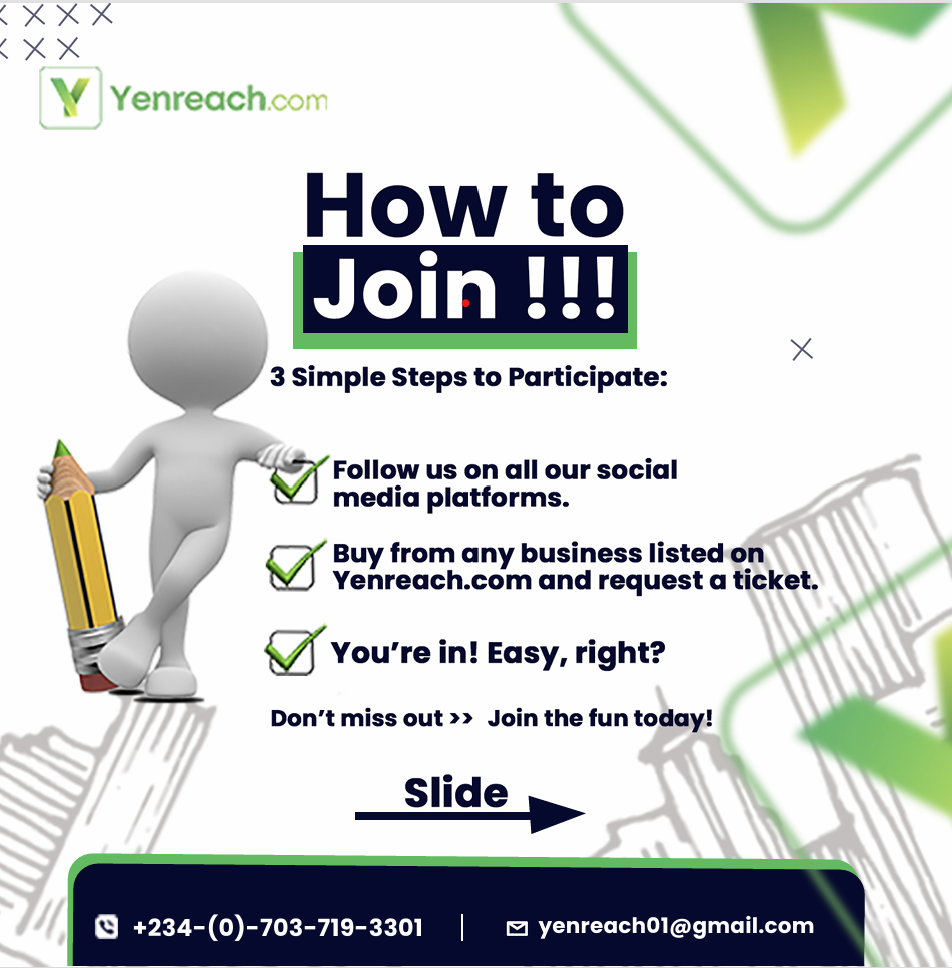 Yenreach.com
How to
Join !!!
3 Simple Steps to Participate:
Follow us on all our social
media platforms.
Buy from any business listed on
Yenreach.com and request a ticket.
You’re in! Easy, right?
Don’t miss out >> Join the fun today!
Slide
+234-(0)-703-719-3301 | yenreach01@gmail.com